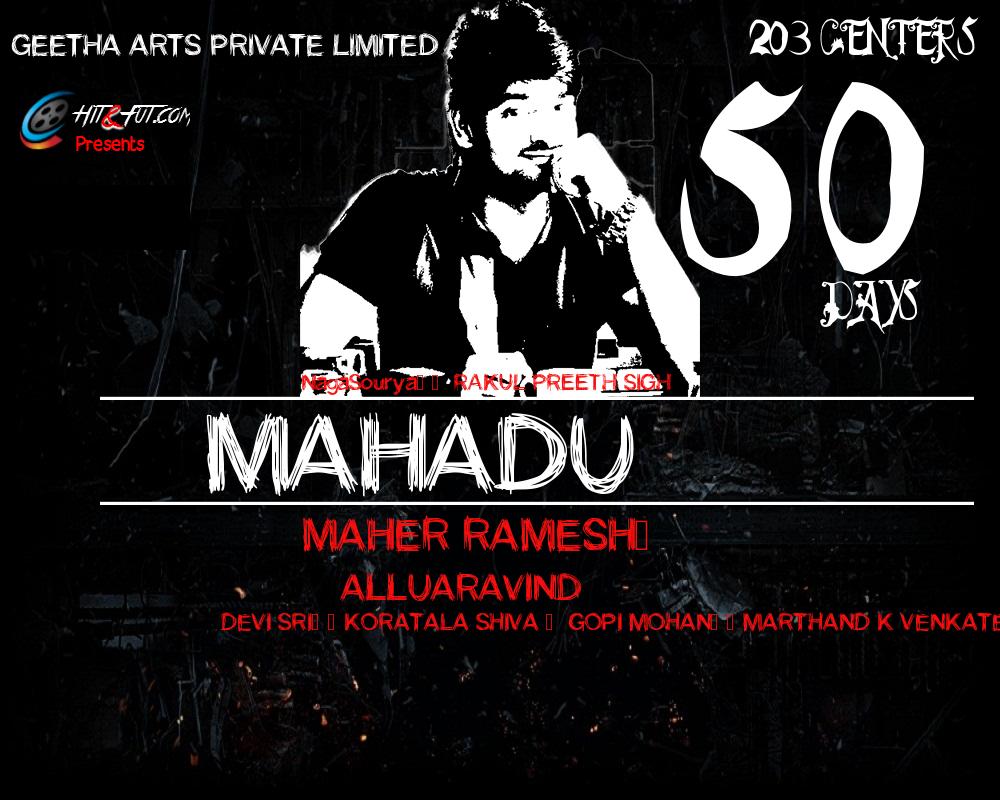 GEETHA ARTS PRIVATE LIMITED
203 CENTERS
HIT&FUT.COM
Presents
50
DAYS
NagaSourya RAKUL PREETH SIGH
MAHADU
MAHER RAMESH
ALLUARAVIND
DEVI SRI KORATALA SHIVA GOPI MOHAN MARTHAND K VENKATE